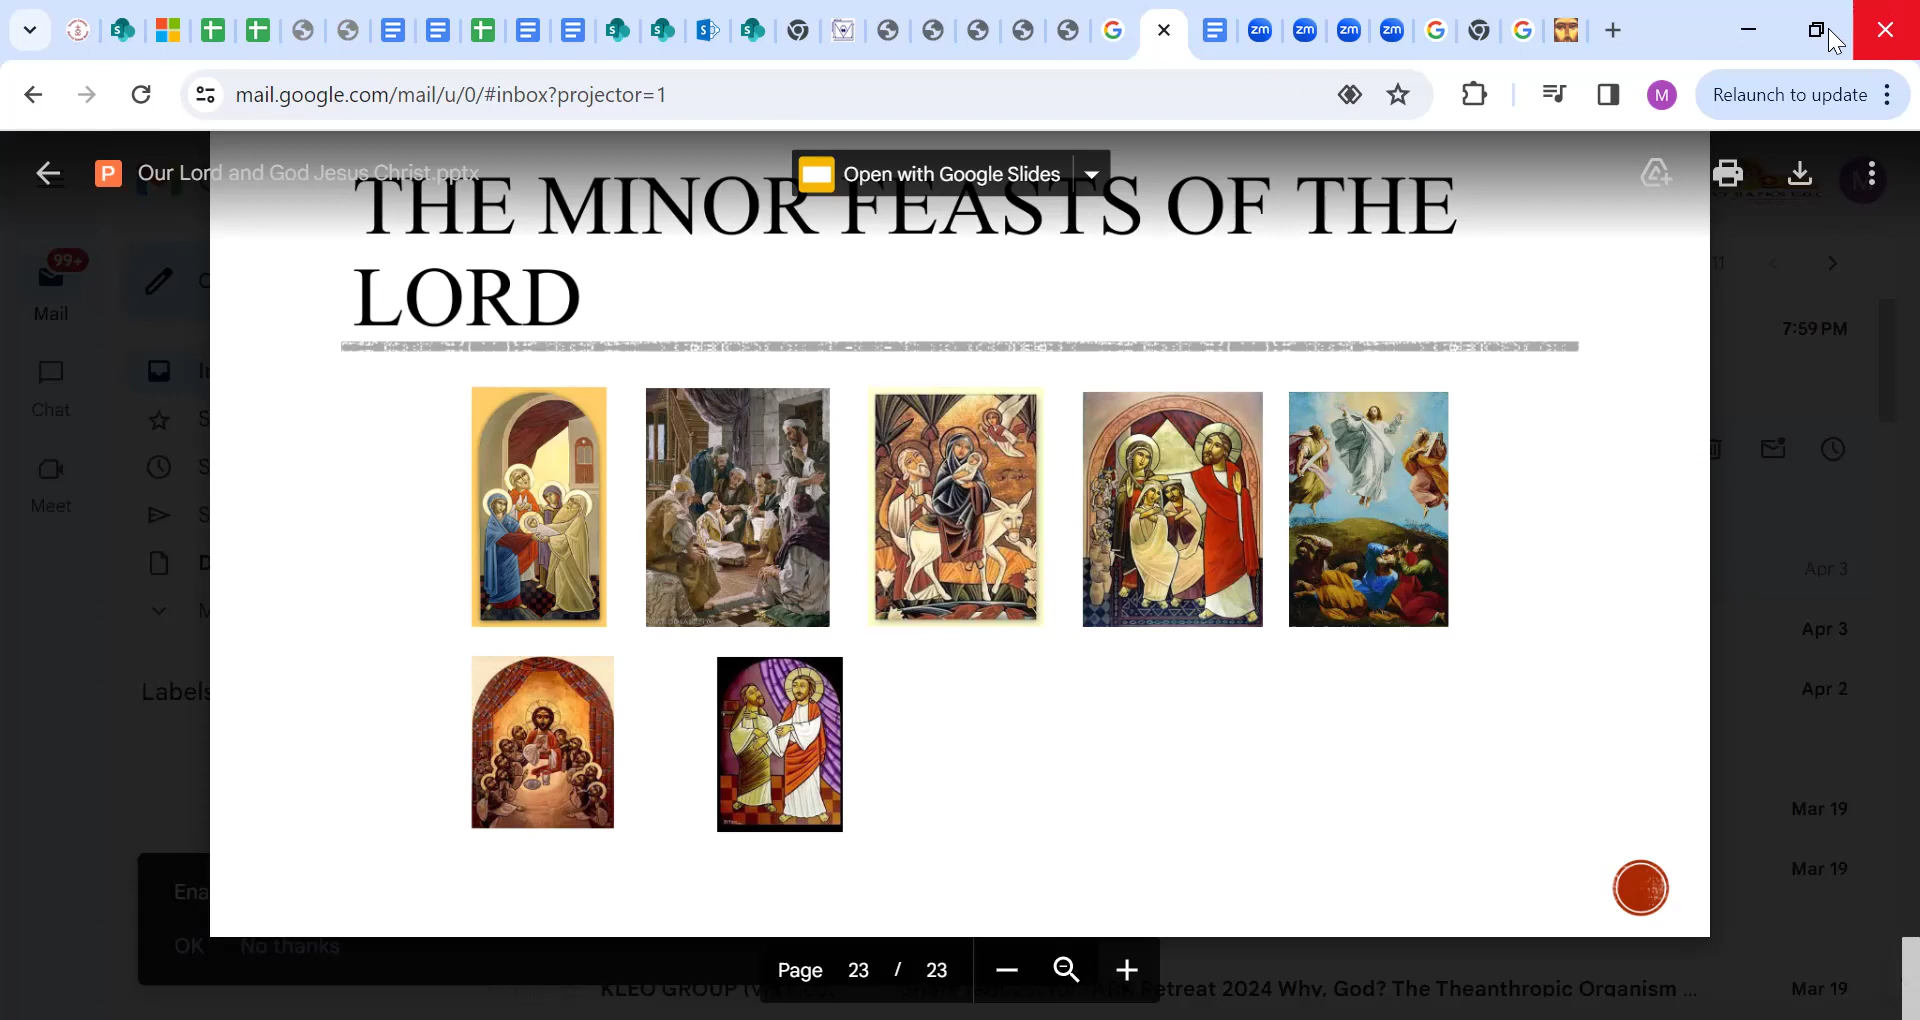 mail.google.com/mail/u/0/#inbox?projector=1
M
Relaunch to update
P
Our Lord and God Jesus Christ.pptx
Open with Google Slides
THE MINOR FEASTS OF THE
LORD
99+
Mail
11
7:59 PM
Chat
Meet
Apr 3
Apr 3
Labels
Apr 2
Mar 19
Mar 19
Ena
OK No thanks
Page 23 / 23
KLEO GROUP
Retreat 2024 Why, God? The Theanthropic Organism ...
Mar 19